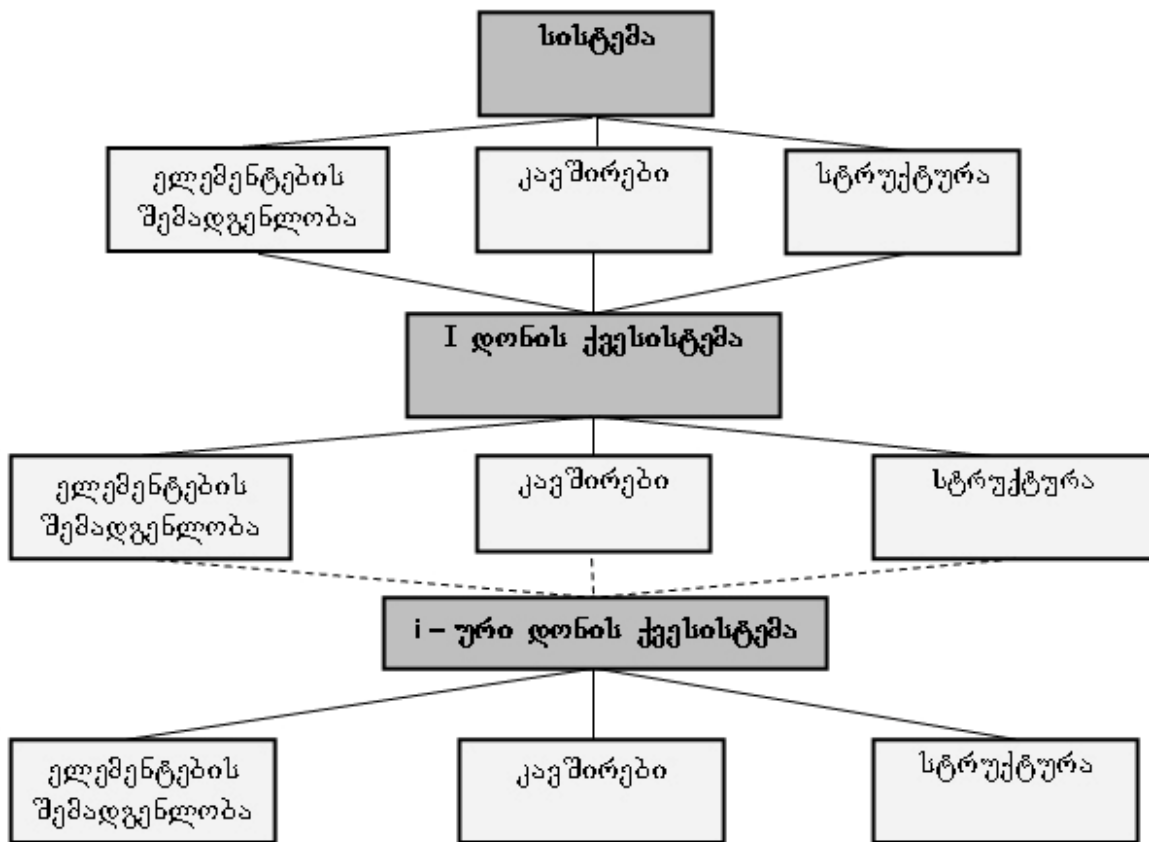 სისტემა
ელემენტების
შემადგენლობა
კავშირები
სტრუქტურა
I დონის ქვესისტემა
ელემენტების
შემადგენლობა
კავშირები
სტრუქტურა
i – ური დონის ქვესისტემა
ელემენტების
შემადგენლობა
კავშირები
სტრუქტურა